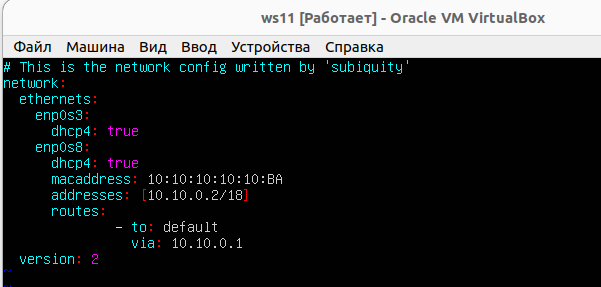 ws11 [Работает] - Oracle VM VirtualBox
Файл Машина Вид Ввод Устройства Справка
# This is the network config written by 'subiquity'
network:
  ethernets:
    enp0s3:
      dhcp4: true
    enp0s8:
      dhcp4: true
      macaddress: 10:10:10:10:10:BA
      addresses: [10.10.0.2/18]
      routes:
              - to: default
                via: 10.10.0.1
  version: 2
~
~